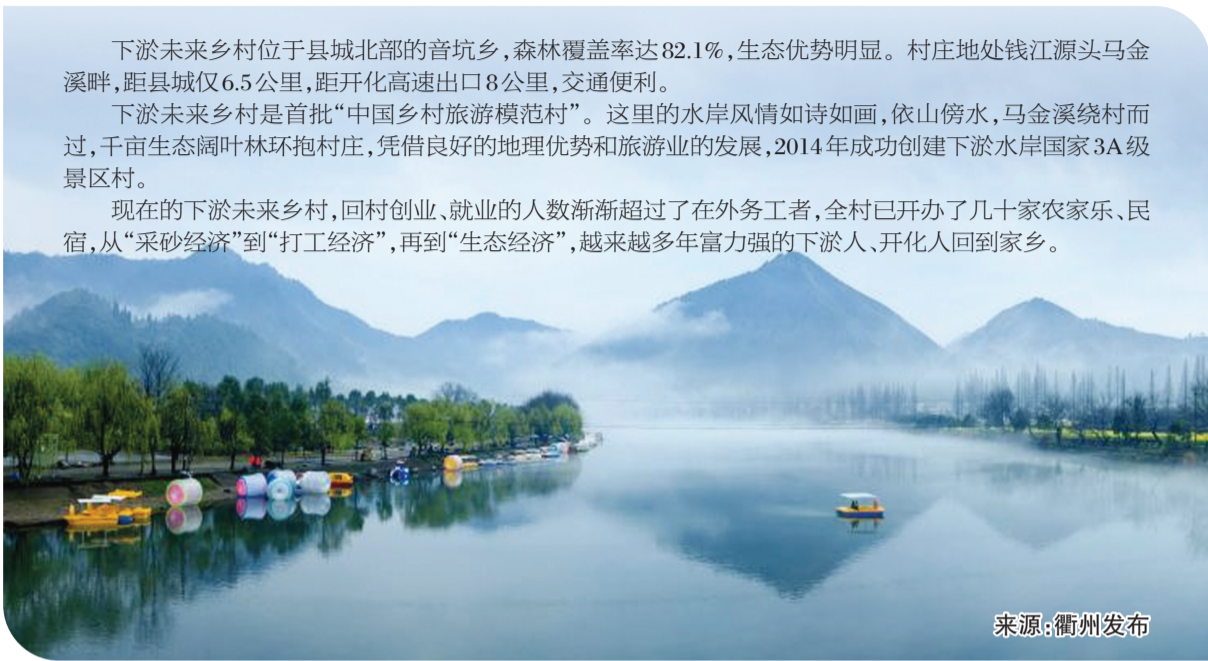 下淤未来乡村位于县城北部的音坑乡，森林覆盖率达82.1%，生态优势明显。村庄地处钱江源头马金
溪畔，距县城仅6.5公里，距开化高速出口8公里，交通便利。
下淤未来乡村是首批“中国乡村旅游模范村”。这里的水岸风情如诗如画，依山傍水，马金溪绕村而
过，千亩生态阔叶林环抱村庄，凭借良好的地理优势和旅游业的发展，2014年成功创建下淤水岸国家3A级
景区村。
现在的下淤未来乡村，回村创业、就业的人数渐渐超过了在外务工者，全村已开办了几十家农家乐、民
宿，从“采砂经济”到“打工经济”，再到“生态经济”，越来越多年富力强的下淤人、开化人回到家乡。
来源：衢州发布